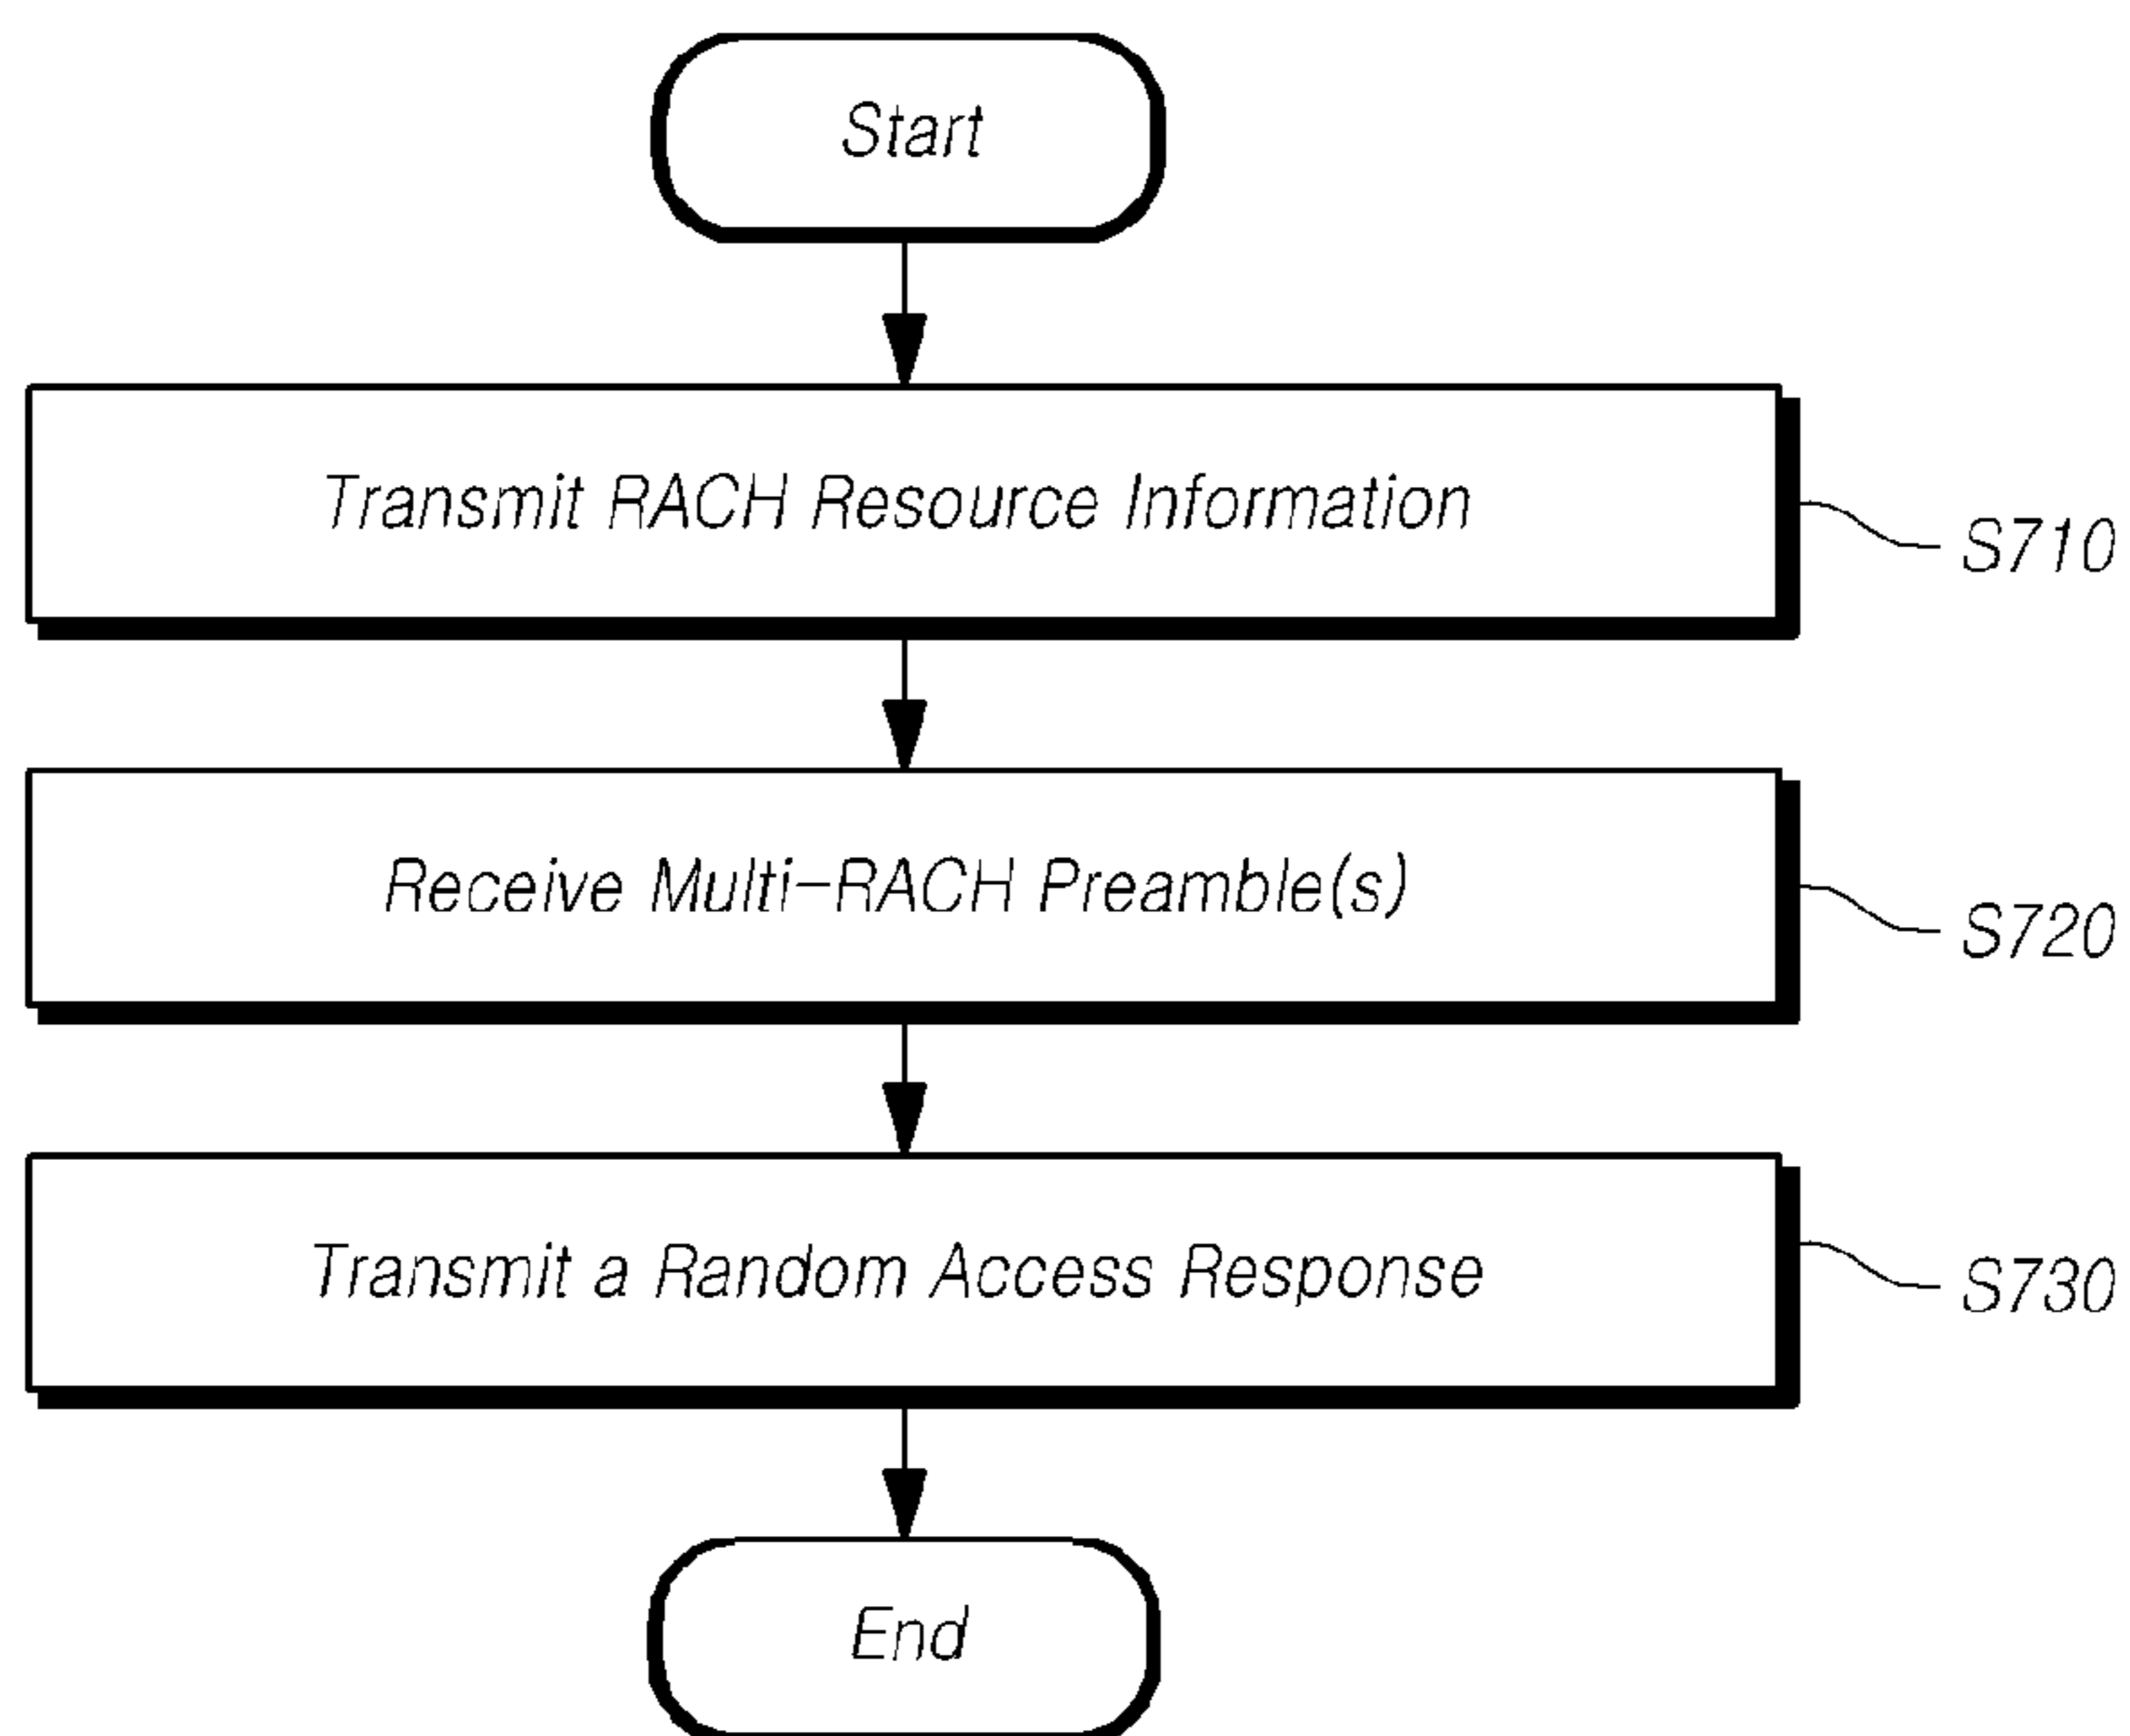 Start
Transmit RACH Resource Information
S710
Receive Multi-RACH Preamble(s)
S720
Transmit a Random Access Response
S730
End